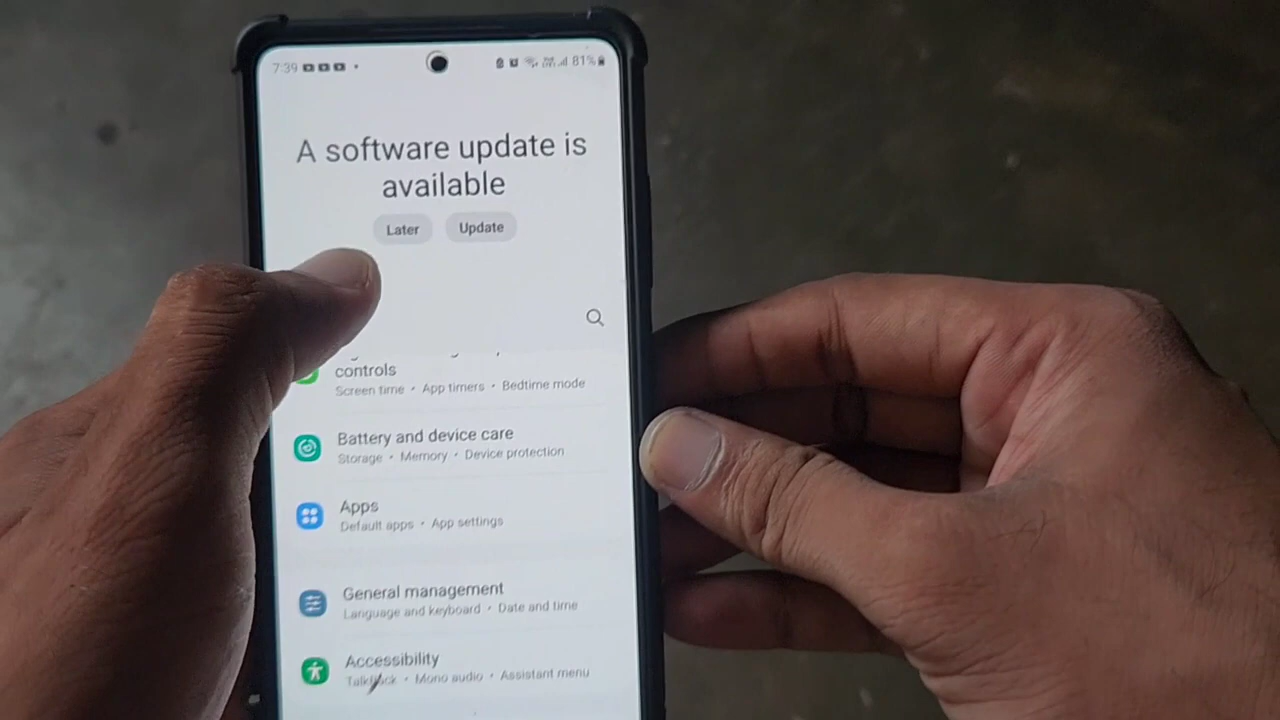 7:39
81%
A software update is
available
Later Update
controls
Screen time • App timers • Bedtime mode
Battery and device care
Storage • Memory • Device protection
Apps
Default apps • App settings
General management
Language and keyboard • Date and time
Accessibility
TalkBack • Mono audio • Assistant menu